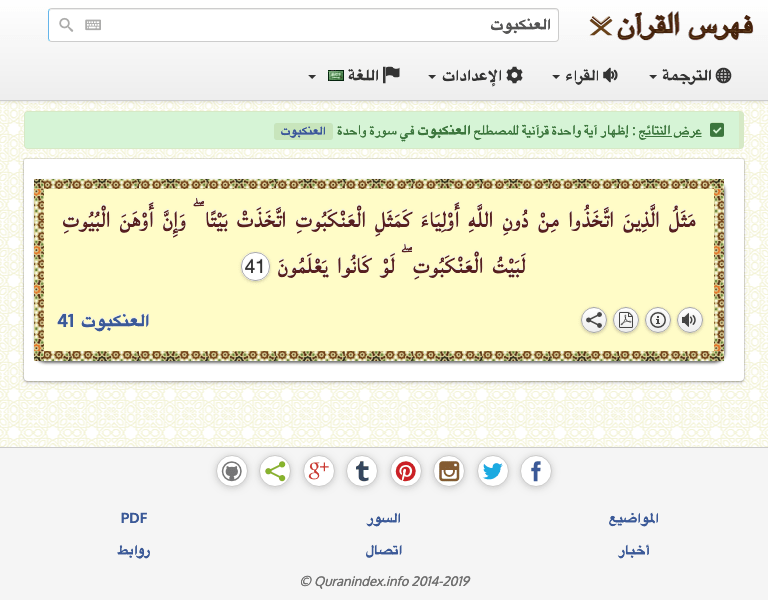 فهرس القرآن
العنكبوت
الترجمة
القراء
الإعدادات
اللغة
عرض النتائج : إظهار آية واحدة قرآنية للمصطلح العنكبوت في سورة واحدة العنكبوت
مَثَلُ الَّذِينَ اتَّخَذُوا مِنْ دُونِ اللَّهِ أَوْلِيَاءَ كَمَثَلِ الْعَنْكَبُوتِ اتَّخَذَتْ بَيْتًا ۖ وَإِنَّ أَوْهَنَ الْبُيُوتِ
لَبَيْتُ الْعَنْكَبُوتِ ۖ لَوْ كَانُوا يَعْلَمُونَ 41
العنكبوت 41
المواضيع
السور
PDF
أخبار
اتصال
روابط
© Quranindex.info 2014-2019